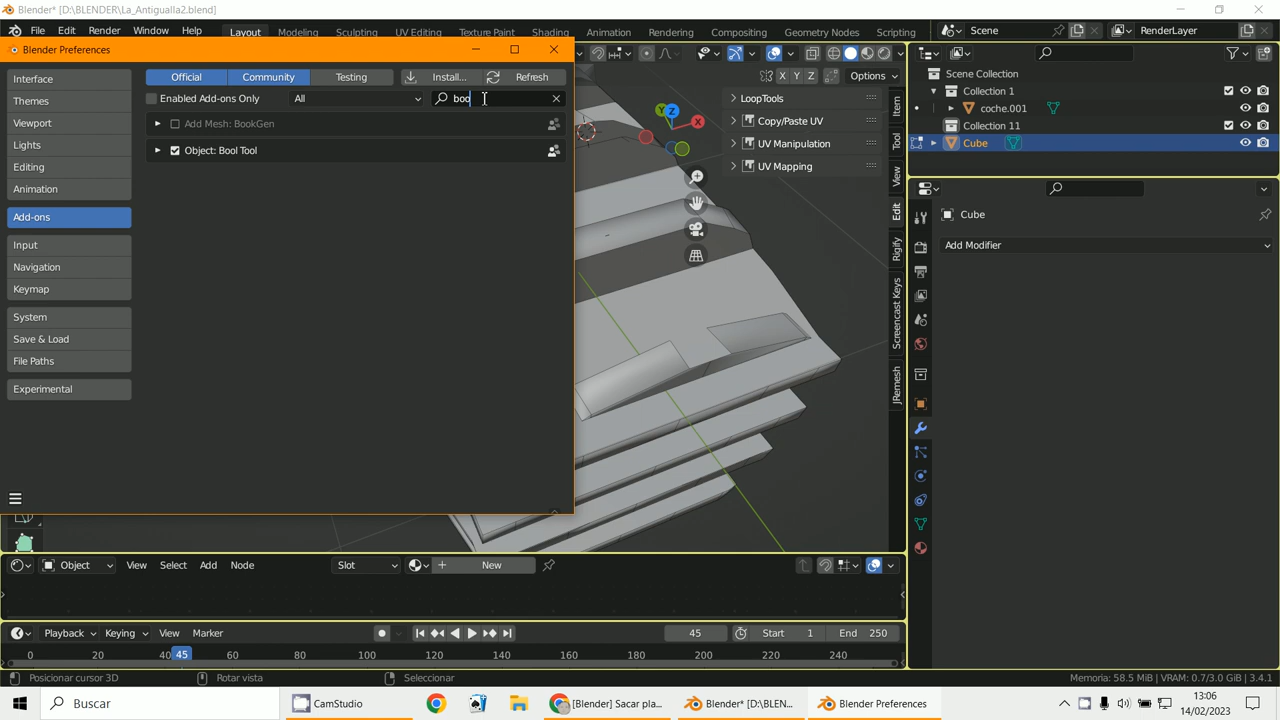 Blender* [D:\BLENDER\La_Antigualla2.blend]
File Edit Render Window Help
Layout Modeling Sculpting UV Editing Texture Paint Shading Rendering Compositing Geometry Nodes Scripting
Scene RenderLayer
Blender Preferences
Interface
Themes
Viewport
Lights
Editing
Animation
Add-ons
Input
Navigation
Keymap
System
Save & Load
File Paths
Experimental
Official Community Testing Install... Refresh
Enabled Add-ons Only All boo
Add Mesh: BookGen
Object: Bool Tool
X Y Z Options
LoopTools
Copy/Paste UV
UV Manipulation
UV Mapping
Y Z X
Item
Tool
View
Edit
Rigify
Screencast Keys
JRemesh
Scene Collection
Collection 1
coche.001
Collection 11
Cube
Cube
Add Modifier
Object View Select Add Node Slot New
Playback Keying View Marker 45 Start 1 End 250
0 20 40 45 60 80 100 120 140 160 180 200 220 240
Posicionar cursor 3D Rotar vista Seleccionar Memoria: 58.5 MiB | VRAM: 0.7/3.0 GiB | 3.4.1
Buscar CamStudio [Blender] Sacar pla... Blender* [D:\BLEN... Blender Preferences
13:06
14/02/2023